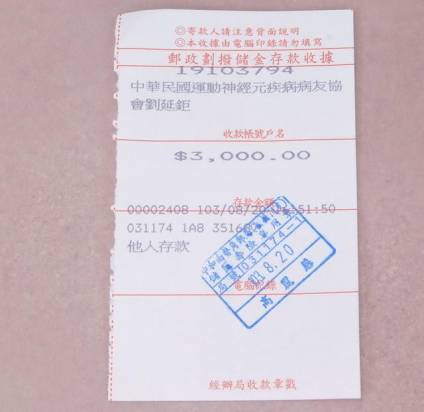 ◎寄款人請注意背面說明
◎本收據由電腦印錄請勿填寫
郵政劃撥儲金存款收據
19103794
中華民國運動神經元疾病病友協
會劉延鉅
收款帳號戶名
$3,000.00
存款金額
00002408 103/08/20 :51:50
031174 1A8 3516
他人存款
電腦紀錄
103.8.20
經辦局收款章戳